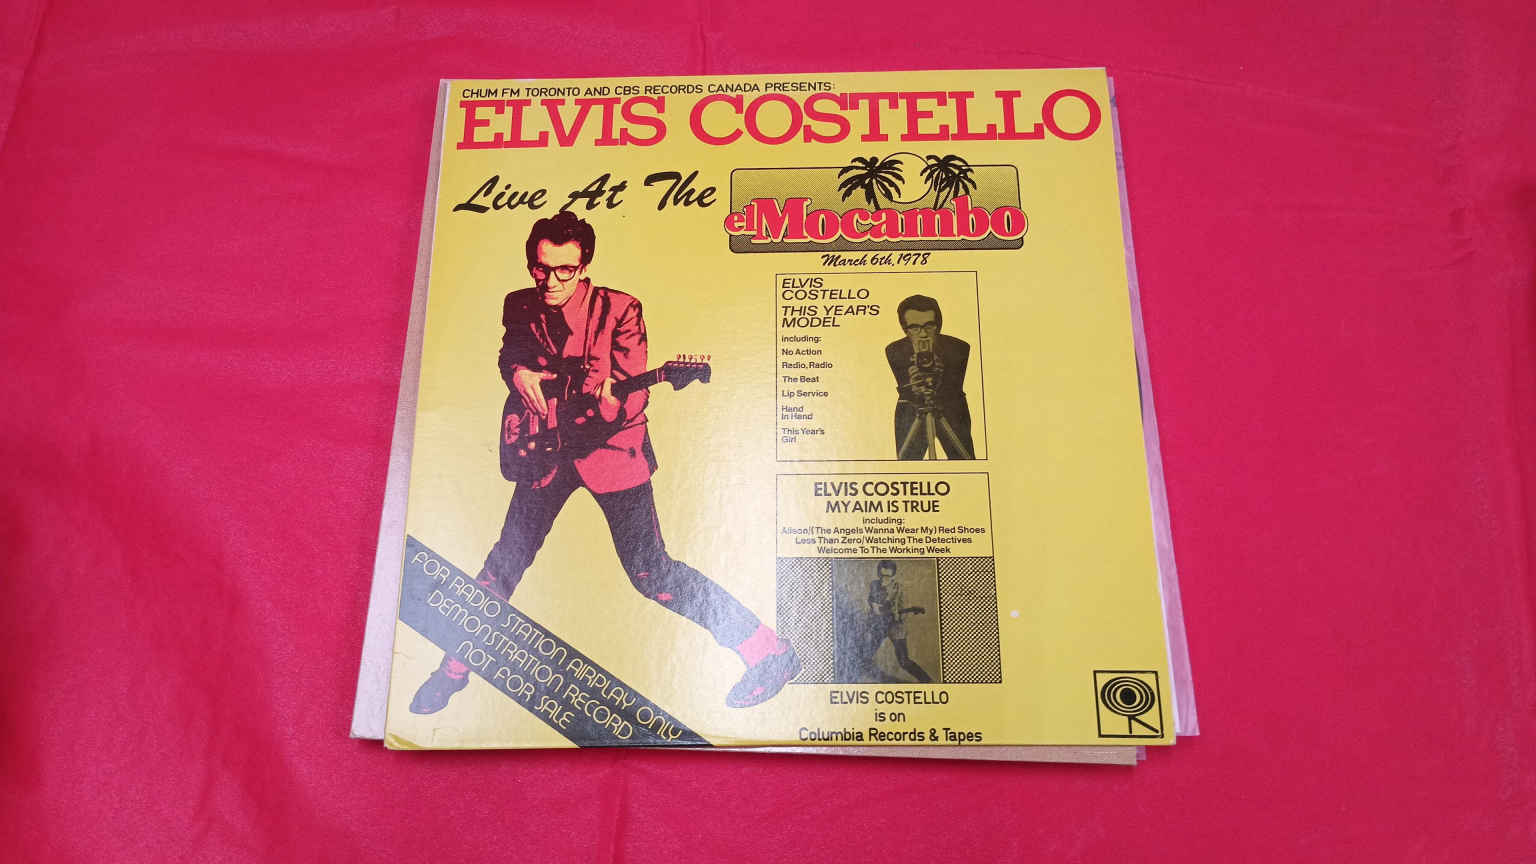 CHUM FM TORONTO AND CBS RECORDS CANADA PRESENTS:
ELVIS COSTELLO
Live At The
el Mocambo
March 6th, 1978
ELVIS
COSTELLO
THIS YEAR'S
MODEL
including:
No Action
Radio, Radio
The Beat
Lip Service
Hand
In Hand
This Year's
Girl
ELVIS COSTELLO
MY AIM IS TRUE
including:
Alison/(The Angels Wanna Wear My) Red Shoes
Less Than Zero/Watching The Detectives
Welcome To The Working Week
FOR RADIO STATION AIRPLAY ONLY
DEMONSTRATION RECORD
NOT FOR SALE
ELVIS COSTELLO
is on
Columbia Records & Tapes